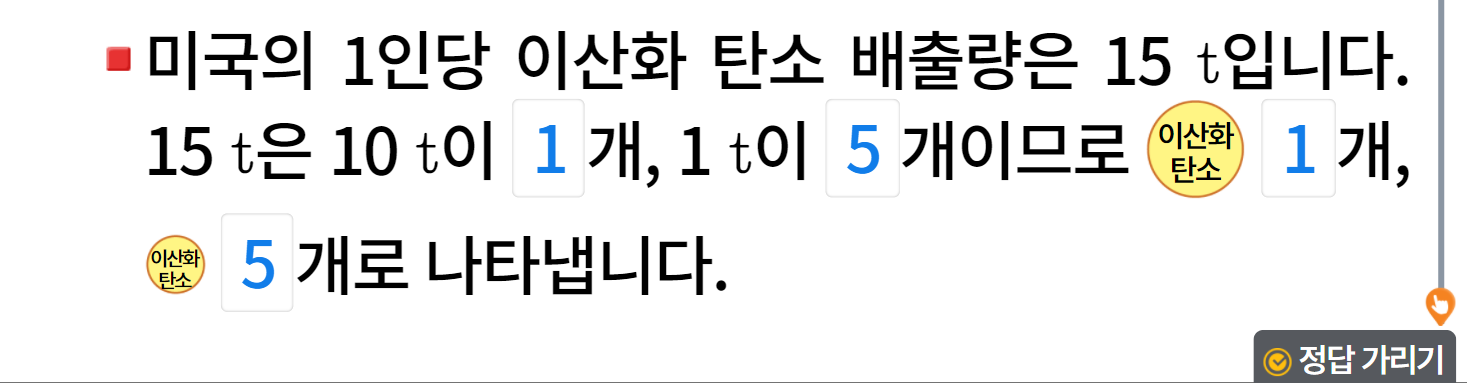 미국의 1인당 이산화 탄소 배출량은 15 t입니다.
15 t은 10 t이 1 개, 1 t이 5 개이므로 이산화 탄소 1 개,
이산화 탄소 5 개로 나타냅니다.
정답 가리기